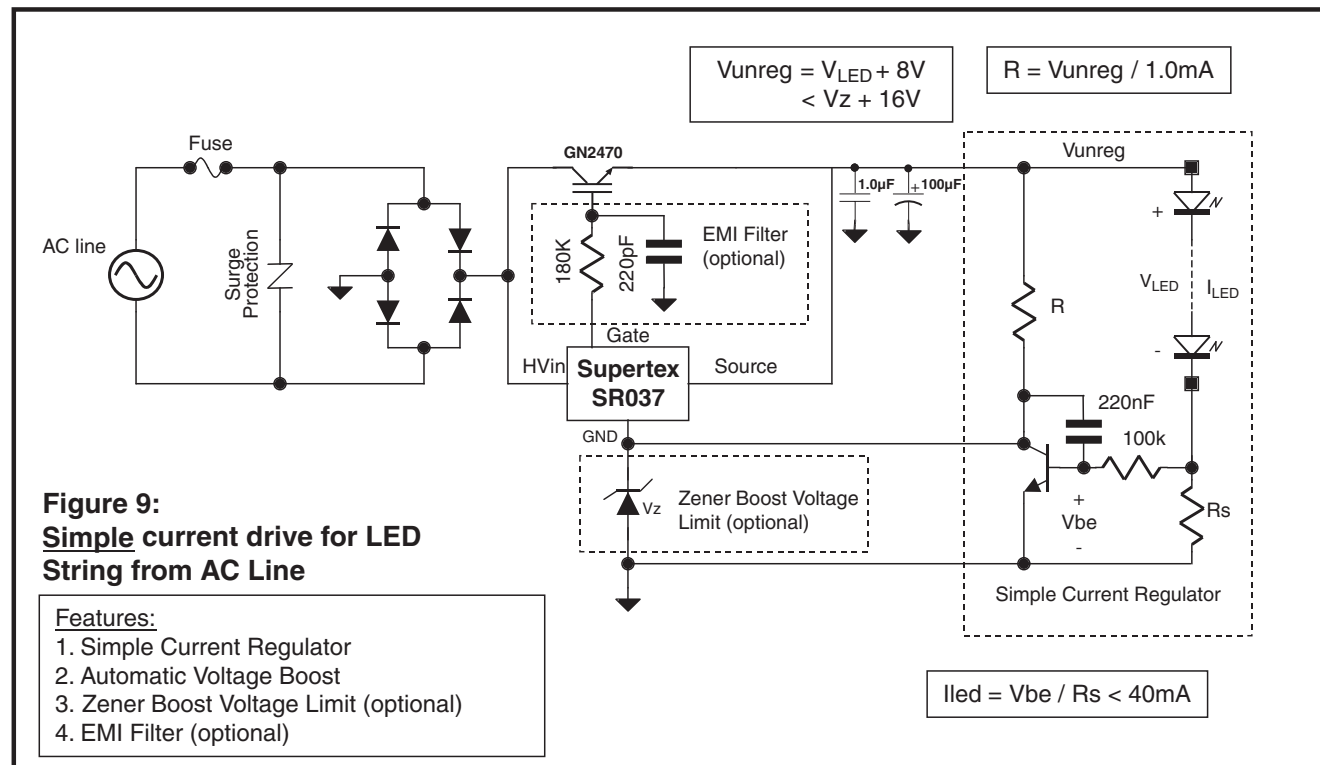 Vunreg = VLED + 8V
< Vz + 16V
R = Vunreg / 1.0mA
Fuse
GN2470
Vunreg
1.0µF
+
100µF
AC line
Surge
Protection
180K
220pF
EMI Filter
(optional)
+
VLED
ILED
-
R
Gate
HVin
Supertex
SR037
Source
GND
220nF
100k
Vz
Zener Boost Voltage
Limit (optional)
+
Vbe
-
Rs
Simple Current Regulator
Figure 9:
Simple current drive for LED
String from AC Line
Features:
1. Simple Current Regulator
2. Automatic Voltage Boost
3. Zener Boost Voltage Limit (optional)
4. EMI Filter (optional)
Iled = Vbe / Rs < 40mA